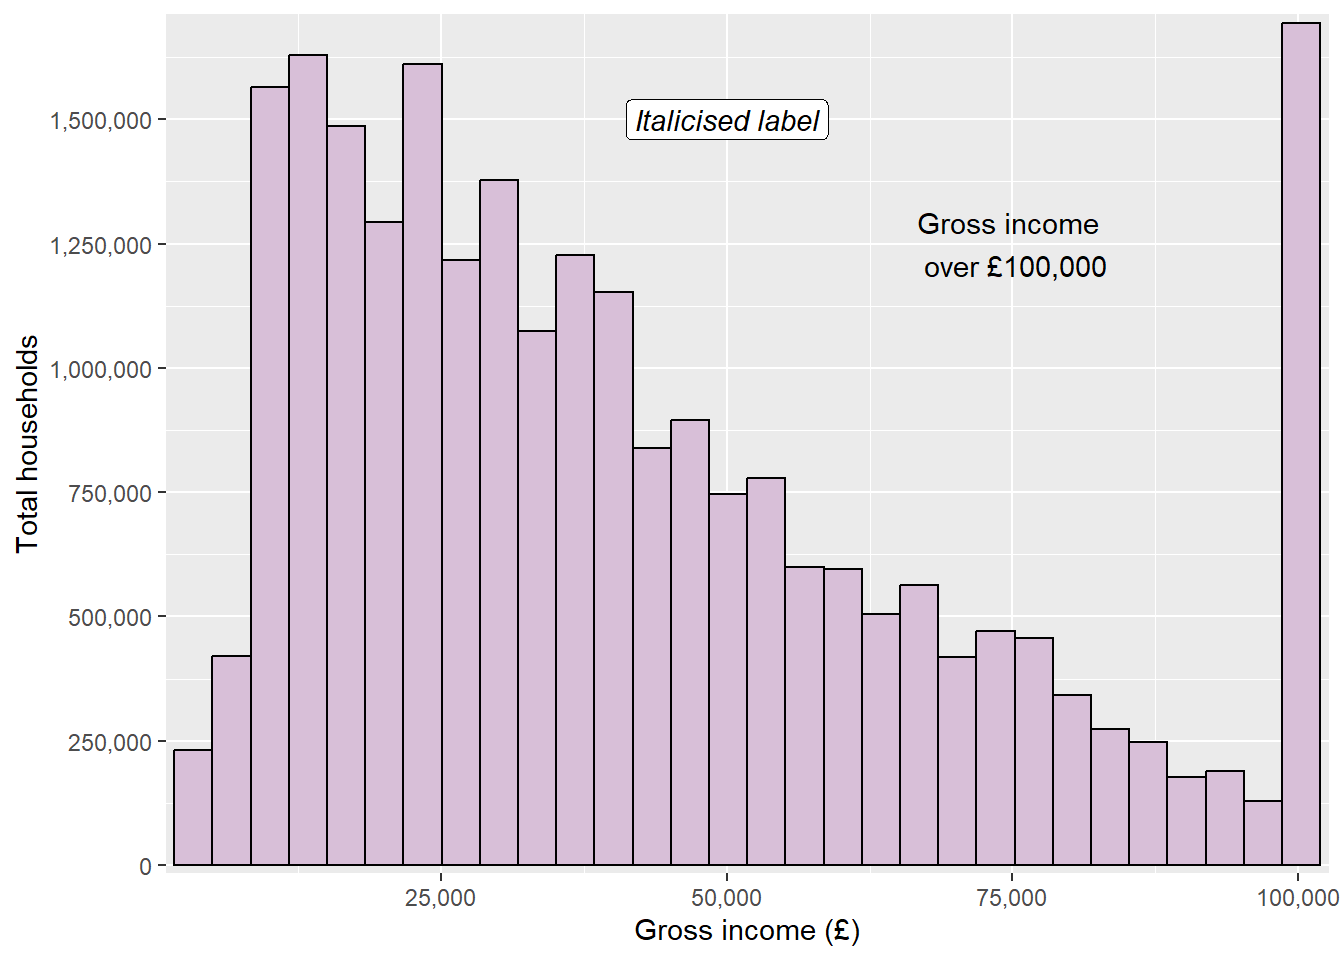 Italicised label
Gross income
over £100,000
Total households
1,500,000
1,250,000
1,000,000
750,000
500,000
250,000
0
25,000
50,000
75,000
100,000
Gross income (£)